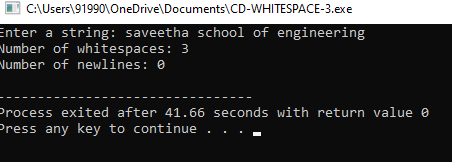 C:\Users\91990\OneDrive\Documents\CD-WHITESPACE-3.exe
Enter a string: saveetha school of engineering
Number of whitespaces: 3
Number of newlines: 0
--------------------------------
Process exited after 41.66 seconds with return value 0
Press any key to continue . . .